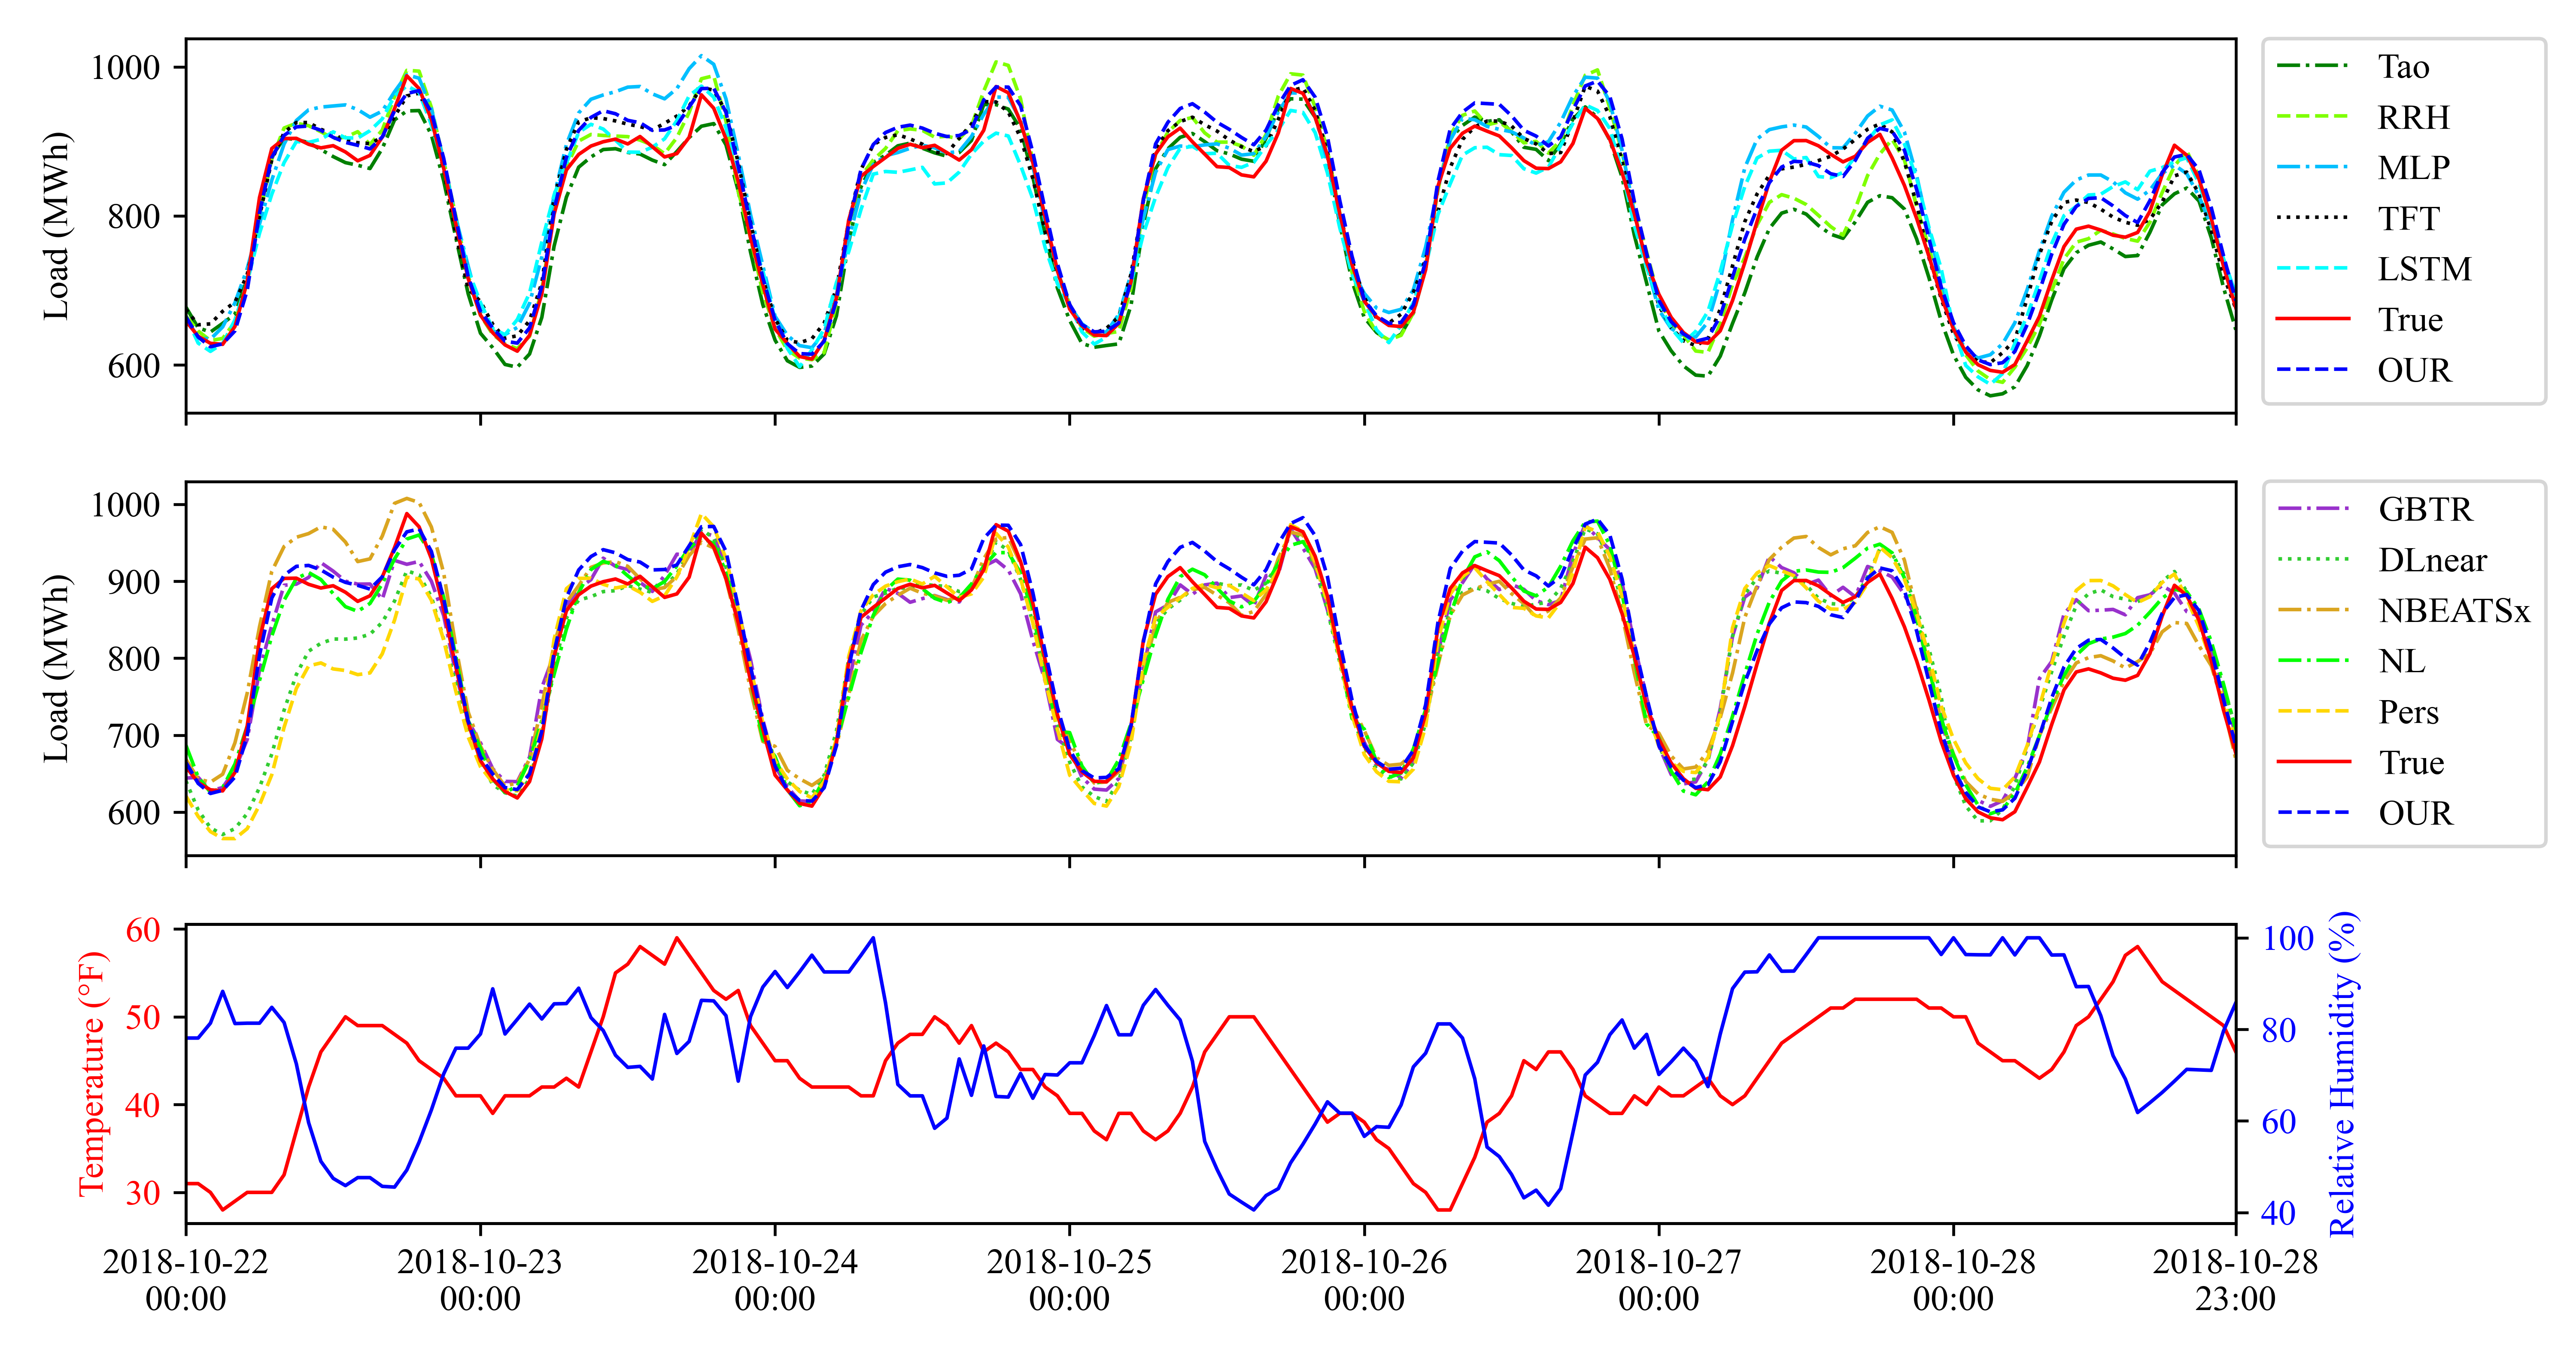 1000
800
600
Load (MWh)
Tao
RRH
MLP
TFT
LSTM
True
OUR
1000
900
800
700
600
Load (MWh)
GBTR
DLnear
NBEATSx
NL
Pers
True
OUR
60
50
40
30
Temperature (°F)
100
80
60
40
Relative Humidity (%)
2018-10-22 2018-10-23 2018-10-24 2018-10-25 2018-10-26 2018-10-27 2018-10-28 2018-10-28
00:00 00:00 00:00 00:00 00:00 00:00 00:00 23:00